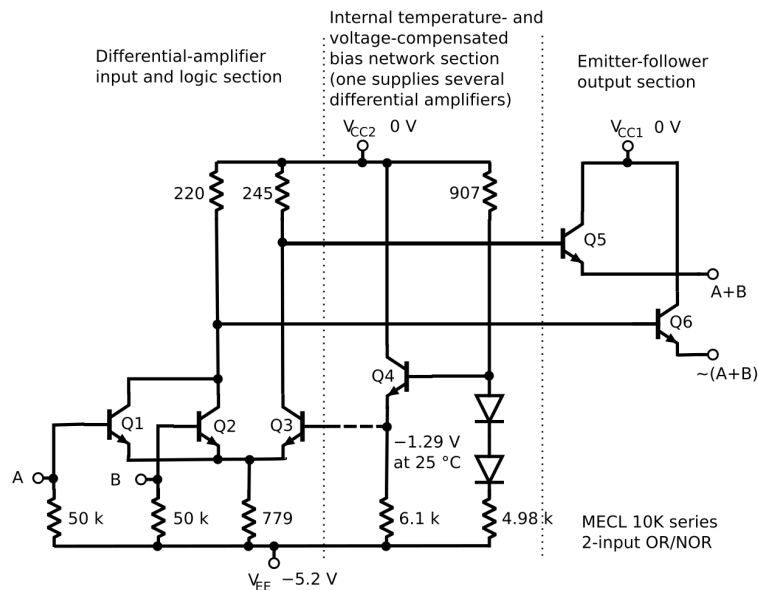 Internal temperature- and
voltage-compensated
bias network section
(one supplies several
differential amplifiers)
Differential-amplifier
input and logic section
Emitter-follower
output section
VCC2 0 V
VCC1 0 V
220
245
907
Q5
A+B
Q6
~(A+B)
Q4
Q1
Q2
Q3
−1.29 V
at 25 °C
A
B
50 k
50 k
779
6.1 k
4.98 k
MECL 10K series
2-input OR/NOR
VEE −5.2 V